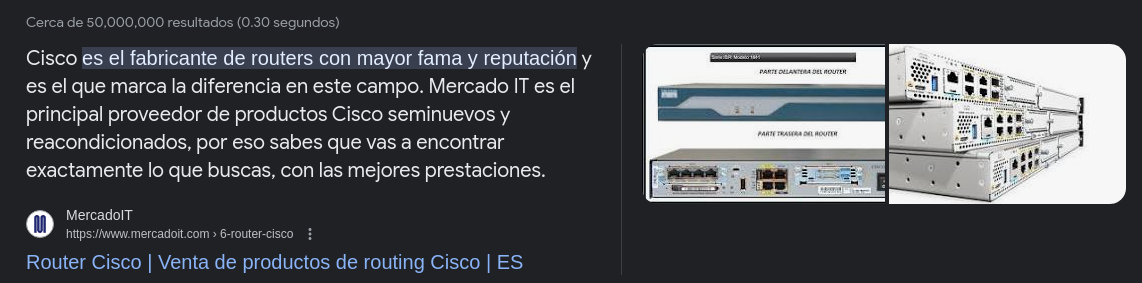 Cerca de 50,000,000 resultados (0.30 segundos)
Cisco es el fabricante de routers con mayor fama y reputación y
es el que marca la diferencia en este campo. Mercado IT es el
principal proveedor de productos Cisco seminuevos y
reacondicionados, por eso sabes que vas a encontrar
exactamente lo que buscas, con las mejores prestaciones.
MercadoIT
https://www.mercadoit.com › 6-router-cisco
Router Cisco | Venta de productos de routing Cisco | ES
Serie ISR: Modelo 1841
PARTE DELANTERA DEL ROUTER
PARTE TRASERA DEL ROUTER